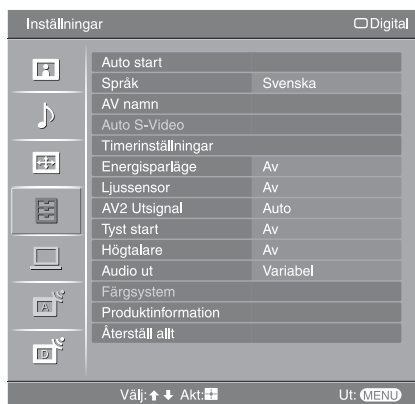 Inställningar Digital
Auto start
Språk Svenska
AV namn
Auto S-Video
Timerinställningar
Energisparläge Av
Ljussensor Av
AV2 Utsignal Auto
Tyst start Av
Högtalare Av
Audio ut Variabel
Färgsystem
Produktinformation
Återställ allt
A
D
Välj: Akt: Ut: MENU